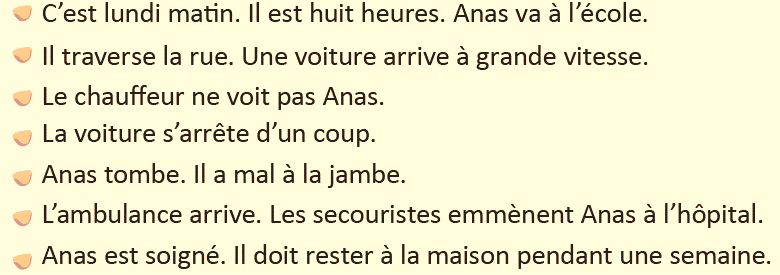 C'est lundi matin. Il est huit heures. Anas va à l'école.
Il traverse la rue. Une voiture arrive à grande vitesse.
Le chauffeur ne voit pas Anas.
La voiture s'arrête d'un coup.
Anas tombe. Il a mal à la jambe.
L'ambulance arrive. Les secouristes emmènent Anas à l'hôpital.
Anas est soigné. Il doit rester à la maison pendant une semaine.